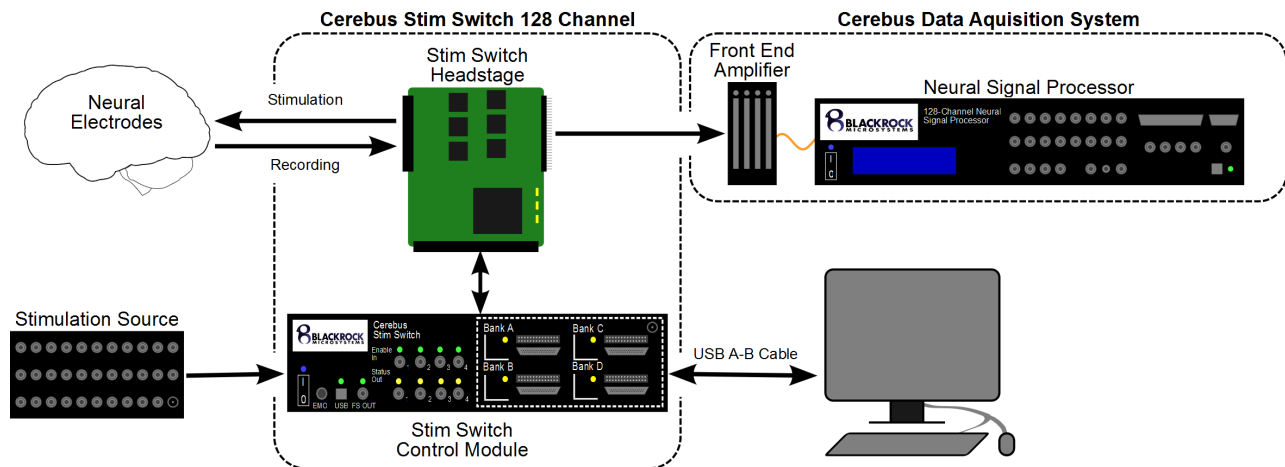 Cerebus Stim Switch 128 Channel
Cerebus Data Aquisition System
Stim Switch
Headstage
Front End
Amplifier
Neural Signal Processor
Neural
Electrodes
Stimulation
Recording
BLACKROCK
MICROSYSTEMS
128-Channel Neural
Signal Processor
I
O
Stimulation Source
BLACKROCK
MICROSYSTEMS
Cerebus
Stim Switch
Enable
In
1 2 3 4
Status
Out
1 2 3 4
I
O
EMO USB FS OUT
Bank A
Bank C
Bank B
Bank D
USB A-B Cable
Stim Switch
Control Module